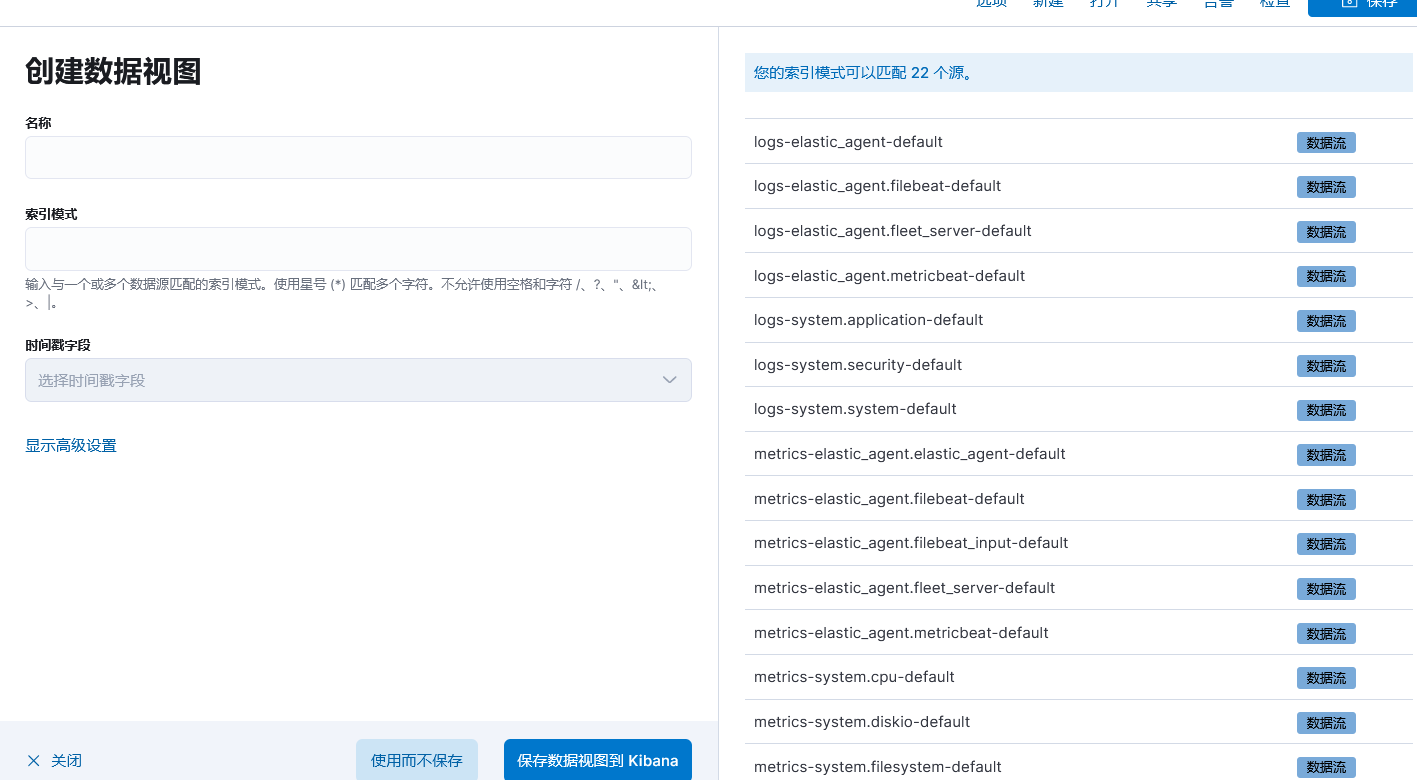 选项 新建 打开 共享 告警 检查 保存
创建数据视图
名称
索引模式
输入与一个或多个数据源匹配的索引模式。使用星号 (*) 匹配多个字符。不允许使用空格和字符 /、?、"、&lt;、
>、|。
时间戳字段
选择时间戳字段
显示高级设置
关闭
使用而不保存
保存数据视图到 Kibana
您的索引模式可以匹配 22 个源。
logs-elastic_agent-default 数据流
logs-elastic_agent.filebeat-default 数据流
logs-elastic_agent.fleet_server-default 数据流
logs-elastic_agent.metricbeat-default 数据流
logs-system.application-default 数据流
logs-system.security-default 数据流
logs-system.system-default 数据流
metrics-elastic_agent.elastic_agent-default 数据流
metrics-elastic_agent.filebeat-default 数据流
metrics-elastic_agent.filebeat_input-default 数据流
metrics-elastic_agent.fleet_server-default 数据流
metrics-elastic_agent.metricbeat-default 数据流
metrics-system.cpu-default 数据流
metrics-system.diskio-default 数据流
metrics-system.filesystem-default 数据流